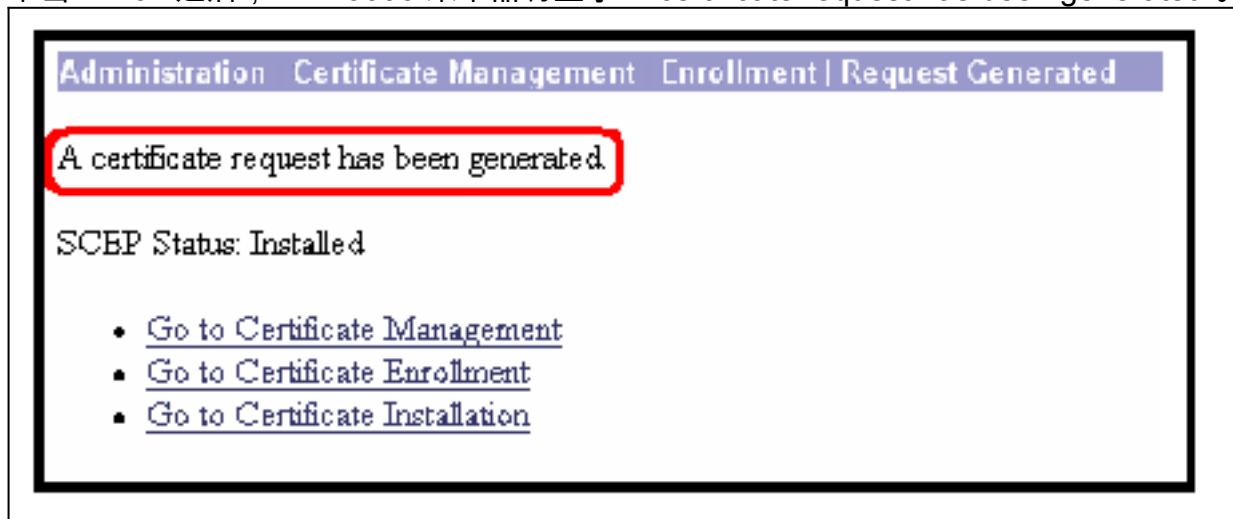 Administration Certificate Management Enrollment | Request Generated
A certificate request has been generated.
SCEP Status: Installed
• Go to Certificate Management
• Go to Certificate Enrollment
• Go to Certificate Installation